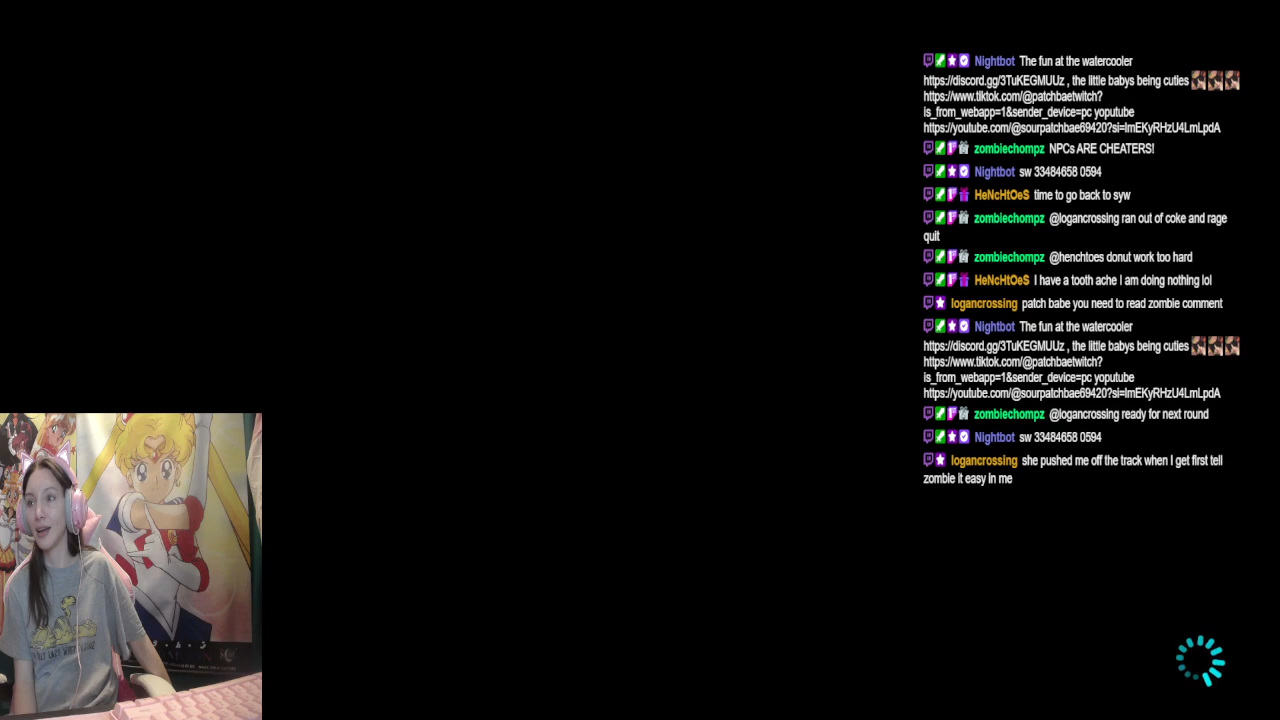 Nightbot The fun at the watercooler
https://discord.gg/3TuKEGMUUz , the little babys being cuties
https://www.tiktok.com/@patchbaetwitch?
is_from_webapp=1&sender_device=pc yoputube
https://youtube.com/@sourpatchbae69420?si=ImEKyRHzU4LmLpdA
zombiechompz NPCs ARE CHEATERS!
Nightbot sw 33484658 0594
HeNcHtOeS time to go back to syw
zombiechompz @logancrossing ran out of coke and rage
quit
zombiechompz @henchtoes donut work too hard
HeNcHtOeS I have a tooth ache I am doing nothing lol
logancrossing patch babe you need to read zombie comment
Nightbot The fun at the watercooler
https://discord.gg/3TuKEGMUUz , the little babys being cuties
https://www.tiktok.com/@patchbaetwitch?
is_from_webapp=1&sender_device=pc yoputube
https://youtube.com/@sourpatchbae69420?si=ImEKyRHzU4LmLpdA
zombiechompz @logancrossing ready for next round
Nightbot sw 33484658 0594
logancrossing she pushed me off the track when I get first tell
zombie it easy in me